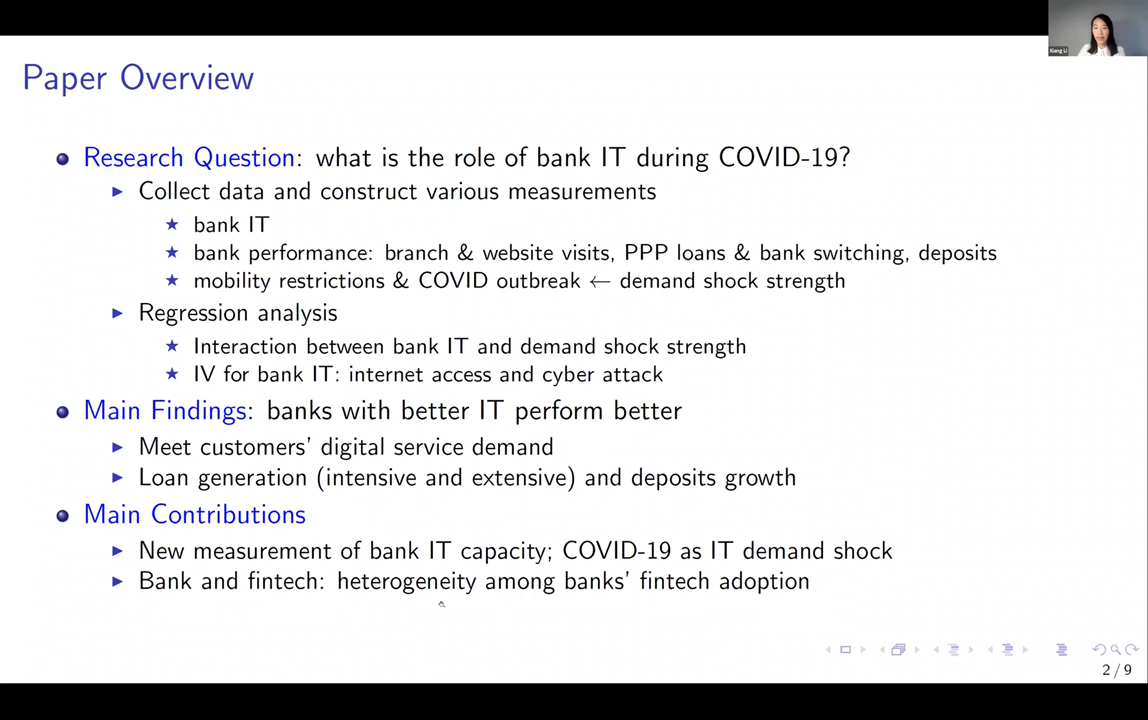 Xiang Li
Paper Overview
Research Question: what is the role of bank IT during COVID-19?
Collect data and construct various measurements
bank IT
bank performance: branch & website visits, PPP loans & bank switching, deposits
mobility restrictions & COVID outbreak ← demand shock strength
Regression analysis
Interaction between bank IT and demand shock strength
IV for bank IT: internet access and cyber attack
Main Findings: banks with better IT perform better
Meet customers' digital service demand
Loan generation (intensive and extensive) and deposits growth
Main Contributions
New measurement of bank IT capacity; COVID-19 as IT demand shock
Bank and fintech: heterogeneity among banks' fintech adoption
2 / 9